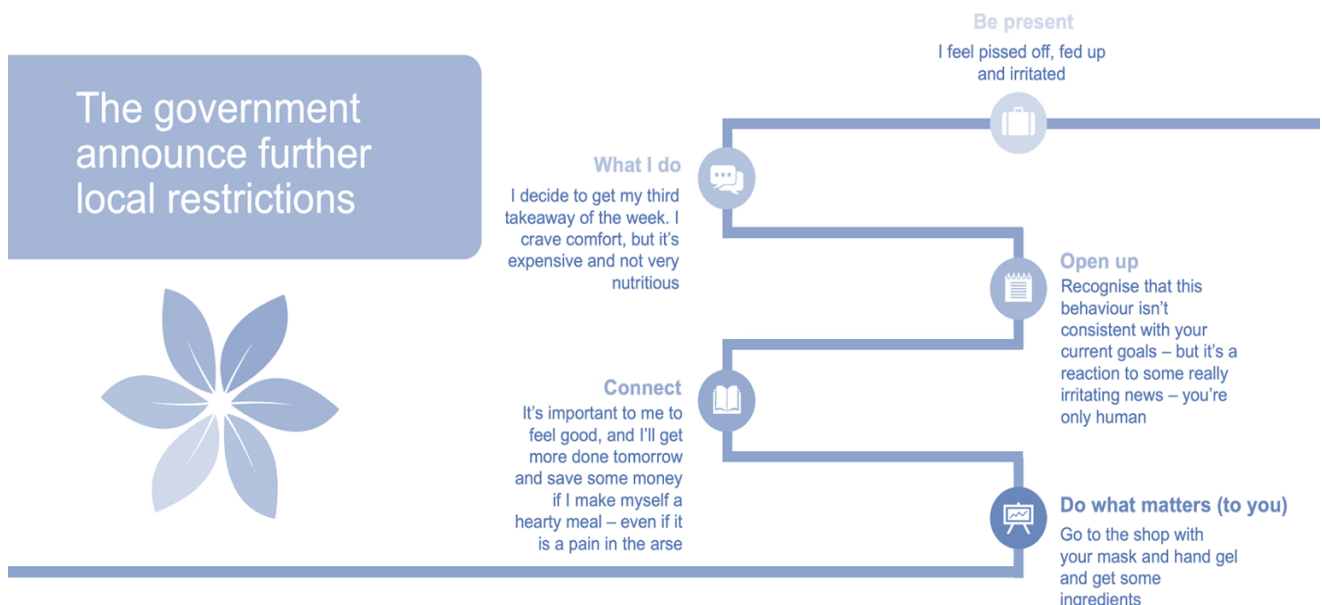 The government
announce further
local restrictions
Be present
I feel pissed off, fed up
and irritated
What I do
I decide to get my third
takeaway of the week. I
crave comfort, but it's
expensive and not very
nutritious
Open up
Recognise that this
behaviour isn't
consistent with your
current goals – but it's a
reaction to some really
irritating news – you're
only human
Connect
It's important to me to
feel good, and I'll get
more done tomorrow
and save some money
if I make myself a
hearty meal – even if it
is a pain in the arse
Do what matters (to you)
Go to the shop with
your mask and hand gel
and get some
ingredients